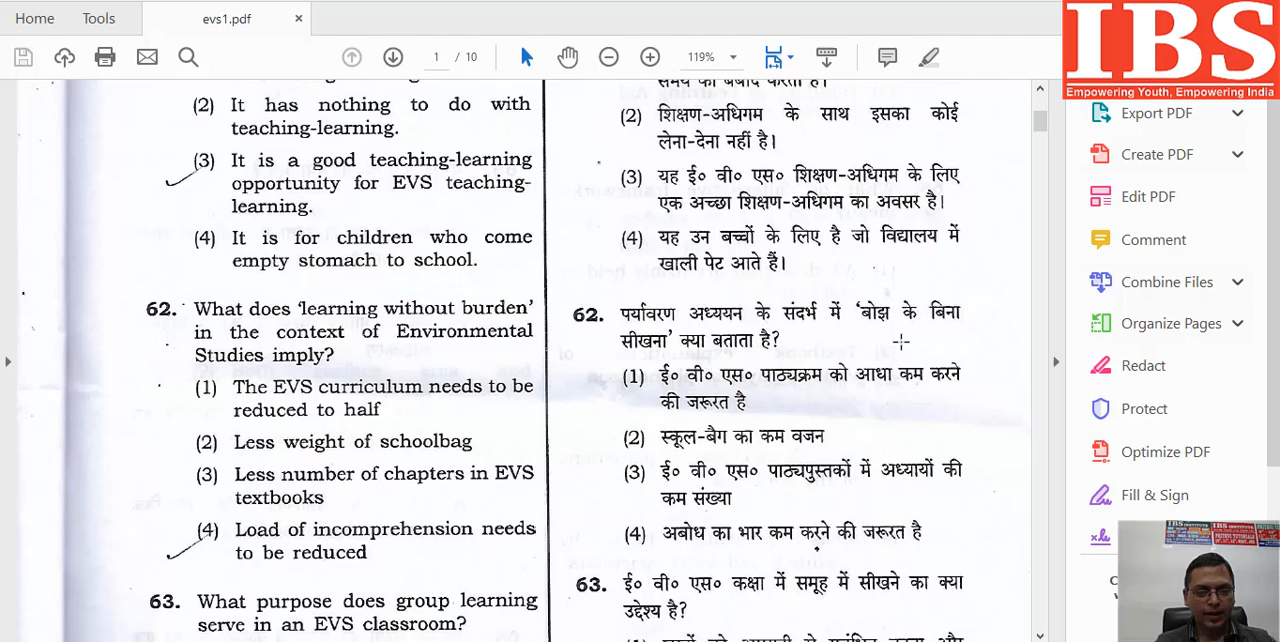 Home
Tools
evs1.pdf
×
1 / 10
119%
IBS
Empowering Youth, Empowering India
(2) It has nothing to do with
teaching-learning.
(3) It is a good teaching-learning
opportunity for EVS teaching-
learning.
(4) It is for children who come
empty stomach to school.
62. What does 'learning without burden'
in the context of Environmental
Studies imply?
(1) The EVS curriculum needs to be
reduced to half
(2) Less weight of schoolbag
(3) Less number of chapters in EVS
textbooks
(4) Load of incomprehension needs
to be reduced
63. What purpose does group learning
serve in an EVS classroom?
(2) शिक्षण-अधिगम के साथ इसका कोई
लेना-देना नहीं है।
(3) यह ई० वी० एस० शिक्षण-अधिगम के लिए
एक अच्छा शिक्षण-अधिगम का अवसर है।
(4) यह उन बच्चों के लिए है जो विद्यालय में
खाली पेट आते हैं।
62. पर्यावरण अध्ययन के संदर्भ में 'बोझ के बिना
सीखना' क्या बताता है?
(1) ई० वी० एस० पाठ्यक्रम को आधा कम करने
की जरूरत है
(2) स्कूल-बैग का कम वजन
(3) ई० वी० एस० पाठ्यपुस्तकों में अध्यायों की
कम संख्या
(4) अबोध का भार कम करने की जरूरत है
63. ई० वी० एस० कक्षा में समूह में सीखने का क्या
उद्देश्य है?
Export PDF
Create PDF
Edit PDF
Comment
Combine Files
Organize Pages
Redact
Protect
Optimize PDF
Fill & Sign